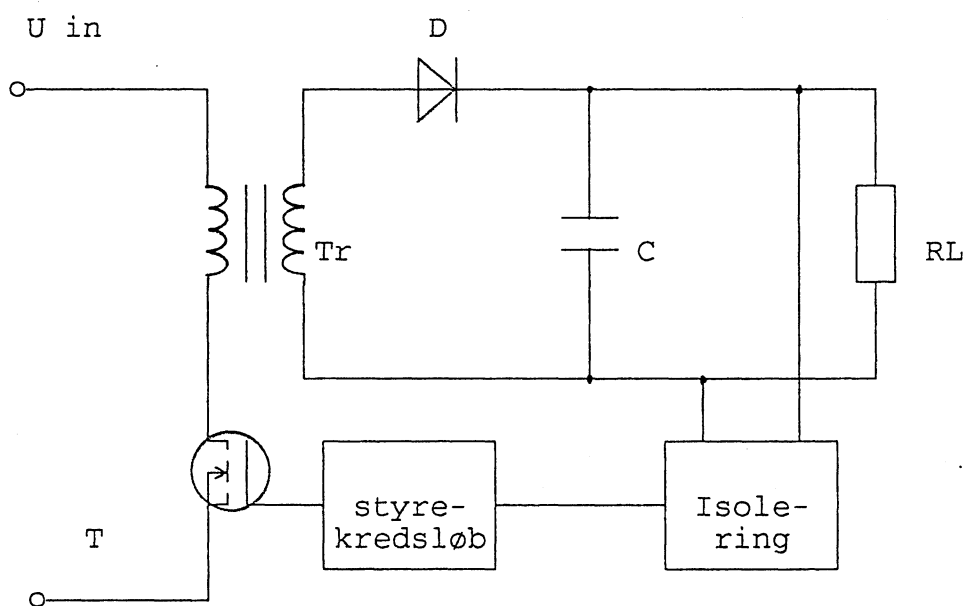 U in
D
Tr
C
RL
T
styre-
kredsløb
Isole-
ring